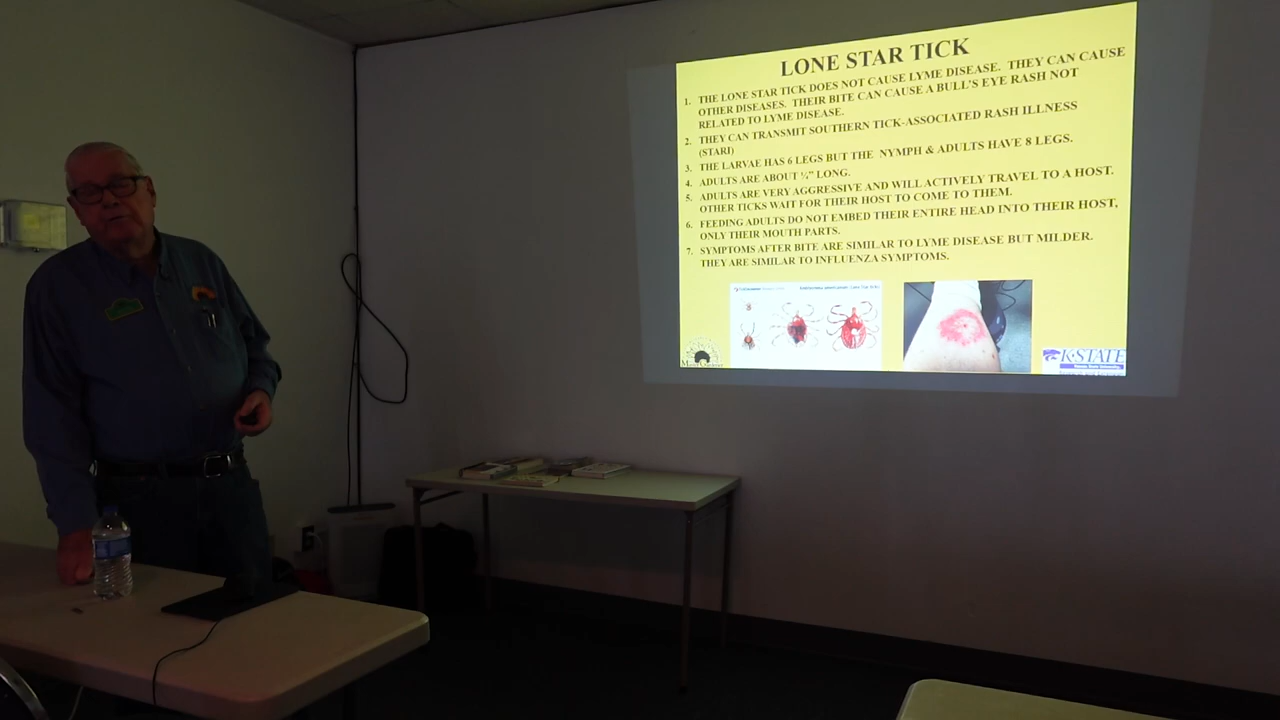 LONE STAR TICK
1. THE LONE STAR TICK DOES NOT CAUSE LYME DISEASE. THEY CAN CAUSE
OTHER DISEASES. THEIR BITE CAN CAUSE A BULL'S EYE RASH NOT
RELATED TO LYME DISEASE.
2. THEY CAN TRANSMIT SOUTHERN TICK-ASSOCIATED RASH ILLNESS
(STARI)
3. THE LARVAE HAS 6 LEGS BUT THE NYMPH & ADULTS HAVE 8 LEGS.
4. ADULTS ARE ABOUT ¼" LONG.
5. ADULTS ARE VERY AGGRESSIVE AND WILL ACTIVELY TRAVEL TO A HOST.
OTHER TICKS WAIT FOR THEIR HOST TO COME TO THEM.
6. FEEDING ADULTS DO NOT EMBED THEIR ENTIRE HEAD INTO THEIR HOST,
ONLY THEIR MOUTH PARTS.
7. SYMPTOMS AFTER BITE ARE SIMILAR TO LYME DISEASE BUT MILDER.
THEY ARE SIMILAR TO INFLUENZA SYMPTOMS.
Master Gardener
K-STATE
Kansas State University